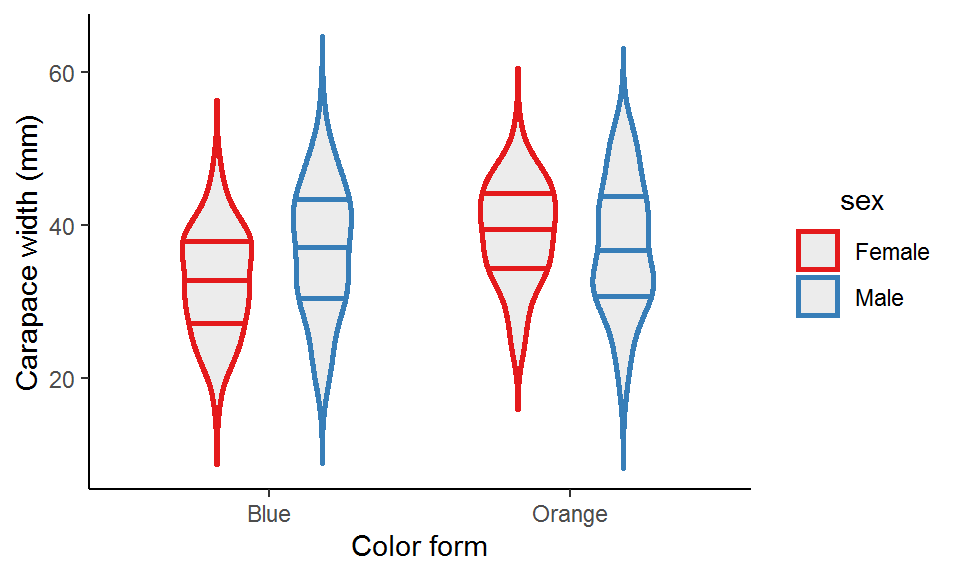 Carapace width (mm)
60
40
20
Blue
Orange
Color form
sex
Female
Male